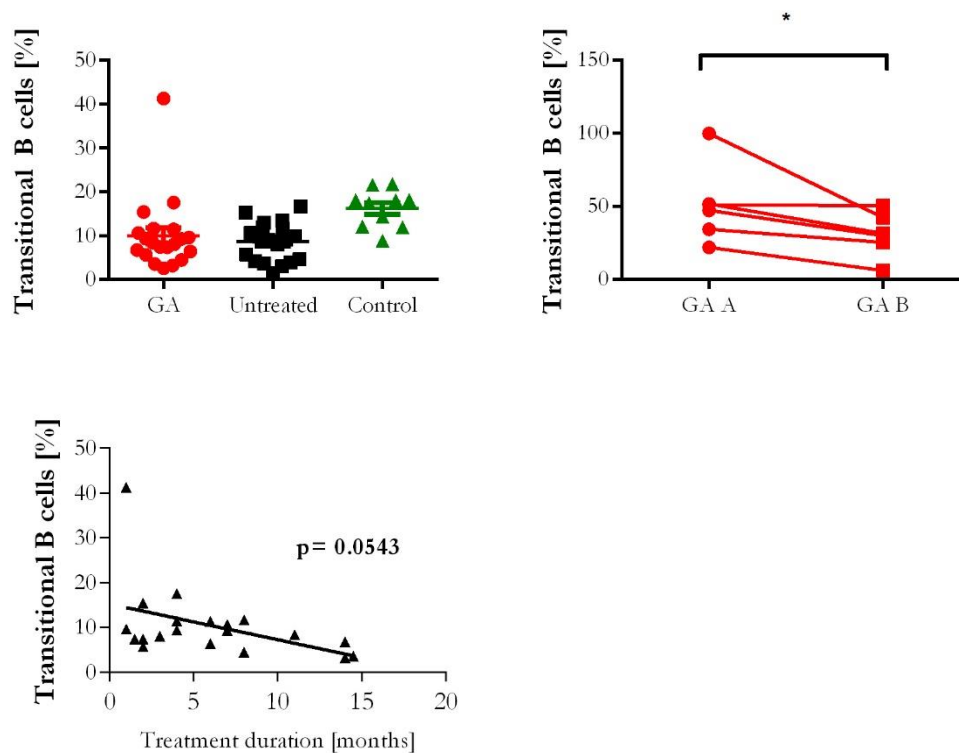 Transitional B cells [%]
50
40
30
20
10
0
GA Untreated Control
*
Transitional B cells [%]
150
100
50
0
GA A GA B
Transitional B cells [%]
50
40
30
20
10
0
p= 0.0543
0 5 10 15 20
Treatment duration [months]